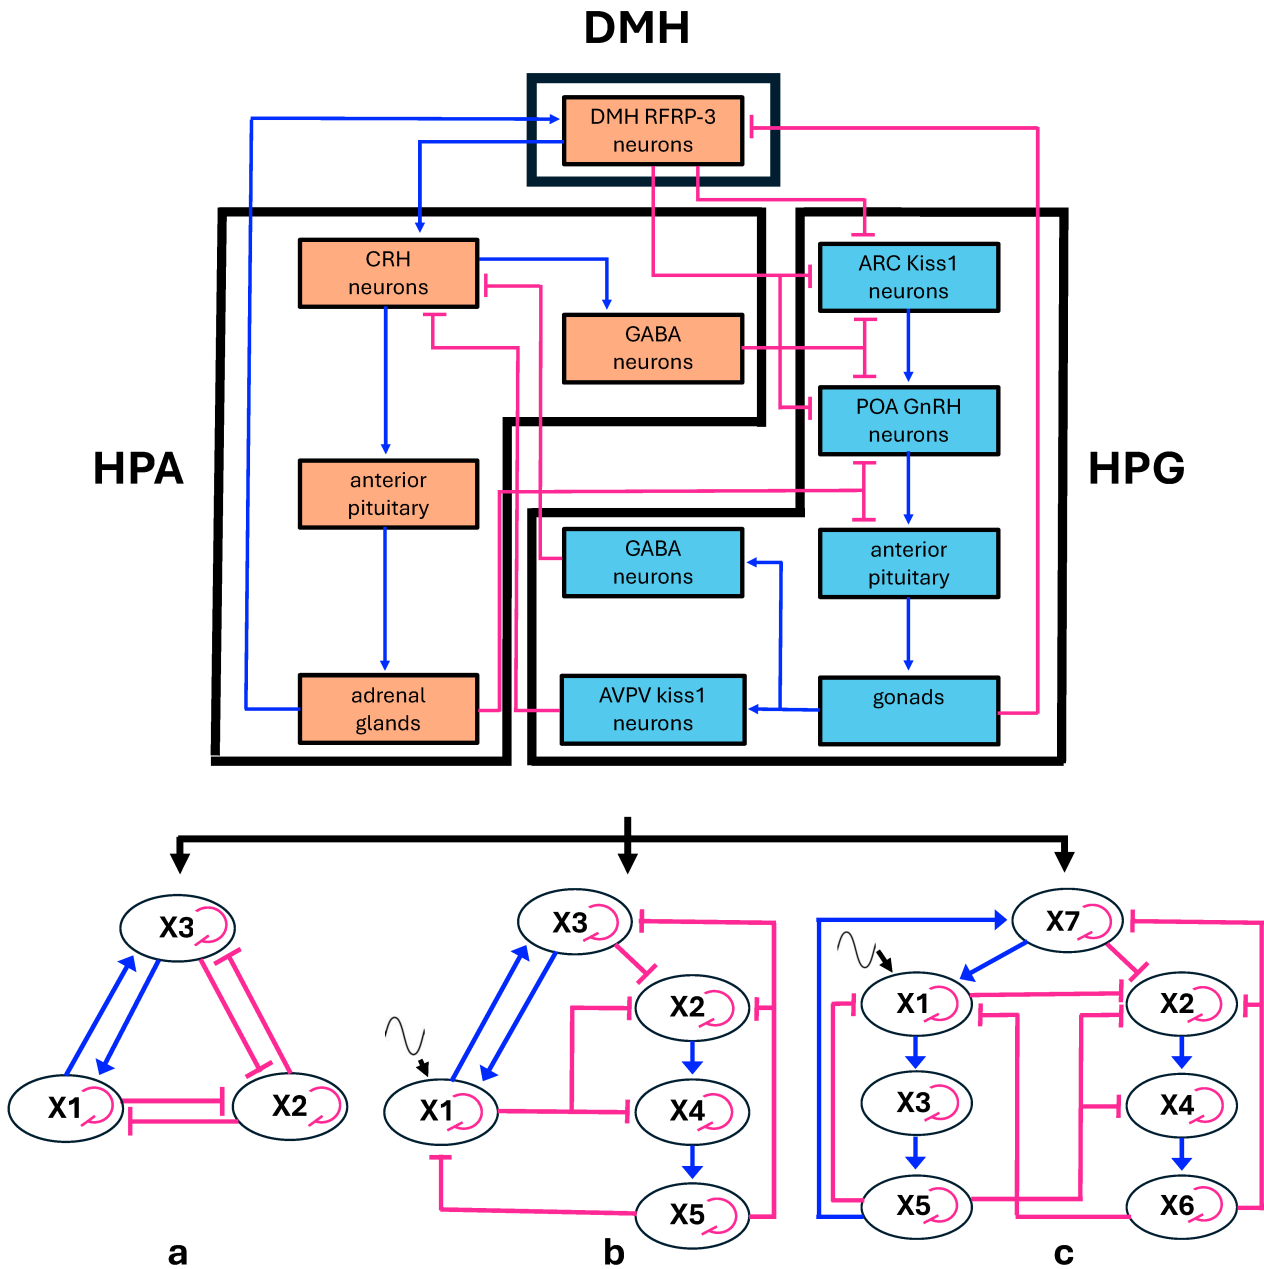 DMH
DMH RFRP-3
neurons
CRH
neurons
ARC Kiss1
neurons
GABA
neurons
POA GnRH
neurons
HPA
HPG
anterior
pituitary
GABA
neurons
anterior
pituitary
adrenal
glands
AVPV kiss1
neurons
gonads
X3
X1
X2
a
X3
X2
X1
X4
X5
b
X7
X1
X2
X3
X4
X5
X6
c